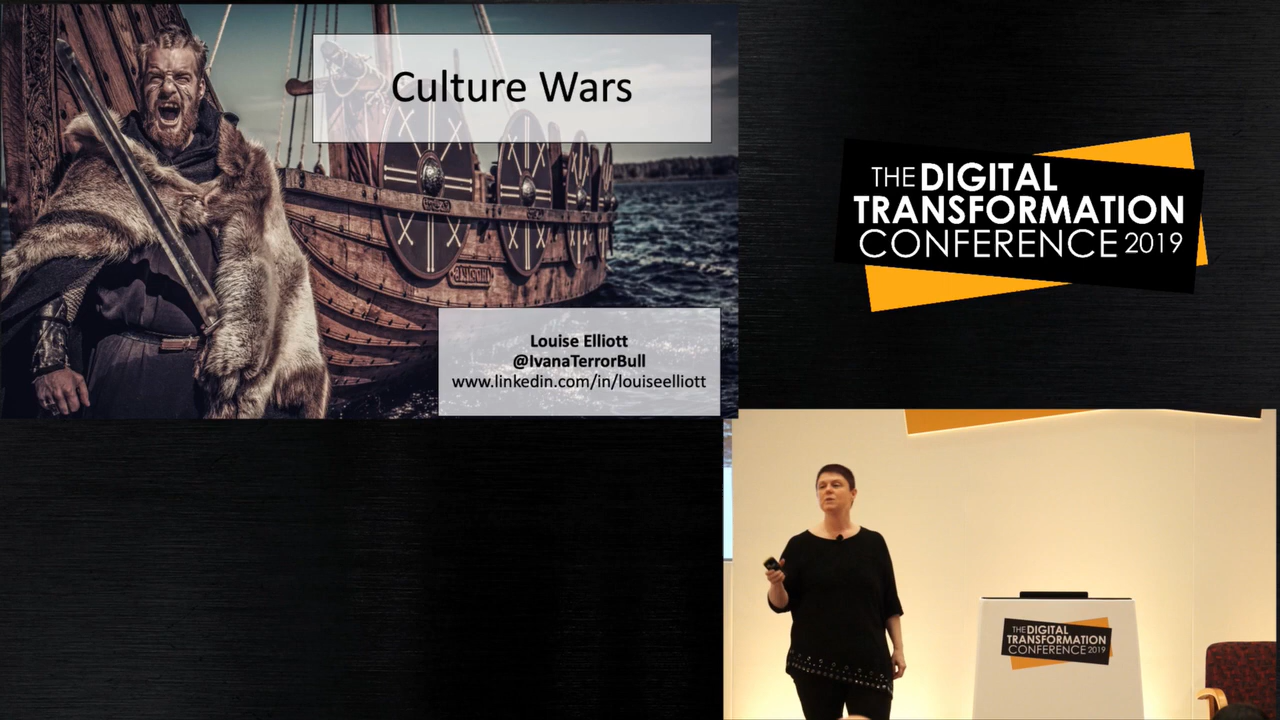 Culture Wars
Louise Elliott
@IvanaTerrorBull
www.linkedin.com/in/louiseelliott
THE DIGITAL
TRANSFORMATION
CONFERENCE 2019
THE DIGITAL
TRANSFORMATION
CONFERENCE 2019